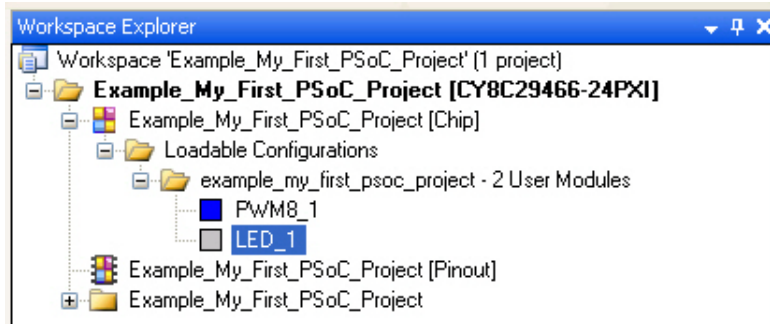 Workspace Explorer
Workspace 'Example_My_First_PSoC_Project' (1 project)
Example_My_First_PSoC_Project [CY8C29466-24PXI]
Example_My_First_PSoC_Project [Chip]
Loadable Configurations
example_my_first_psoc_project - 2 User Modules
PWM8_1
LED_1
Example_My_First_PSoC_Project [Pinout]
Example_My_First_PSoC_Project